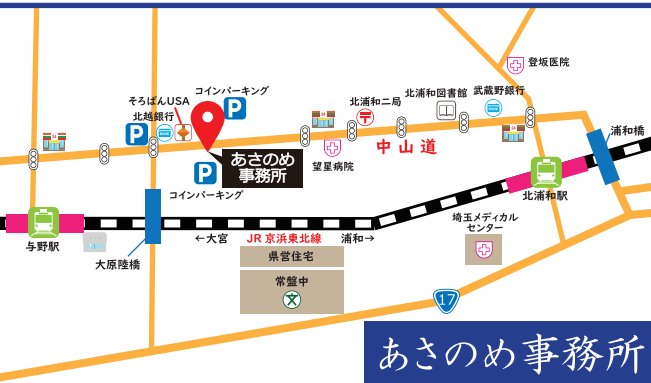 登坂医院
コインパーキング
そろばんUSA
北浦和図書館
武蔵野銀行
北浦和二局
P
北越銀行
P
浦和橋
中山道
あさのめ
事務所
望星病院
P
コインパーキング
北浦和駅
埼玉メディカル
センター
←大宮
JR京浜東北線
浦和→
与野駅
県営住宅
大原陸橋
常盤中
文
17
あさのめ事務所